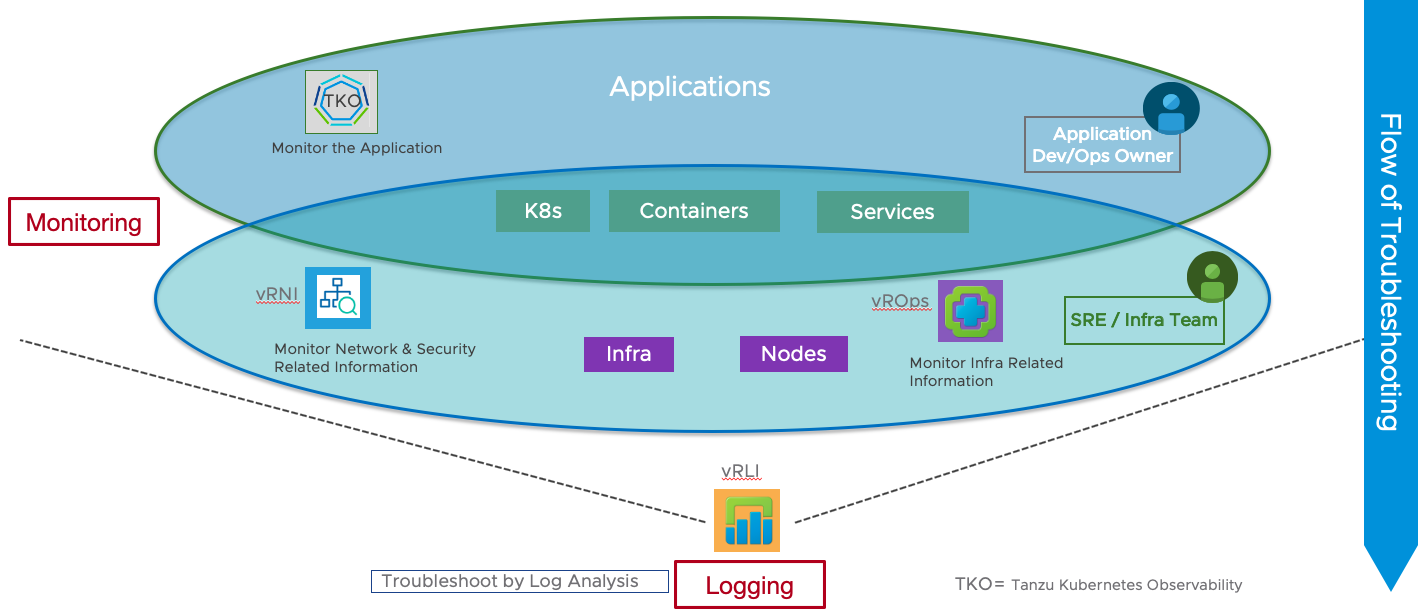 Applications
TKO
Monitor the Application
Application
Dev/Ops Owner
K8s
Containers
Services
Monitoring
vRNI
Monitor Network & Security
Related Information
Infra
Nodes
vROps
Monitor Infra Related
Information
SRE / Infra Team
Flow of Troubleshooting
vRLI
Troubleshoot by Log Analysis
Logging
TKO= Tanzu Kubernetes Observability